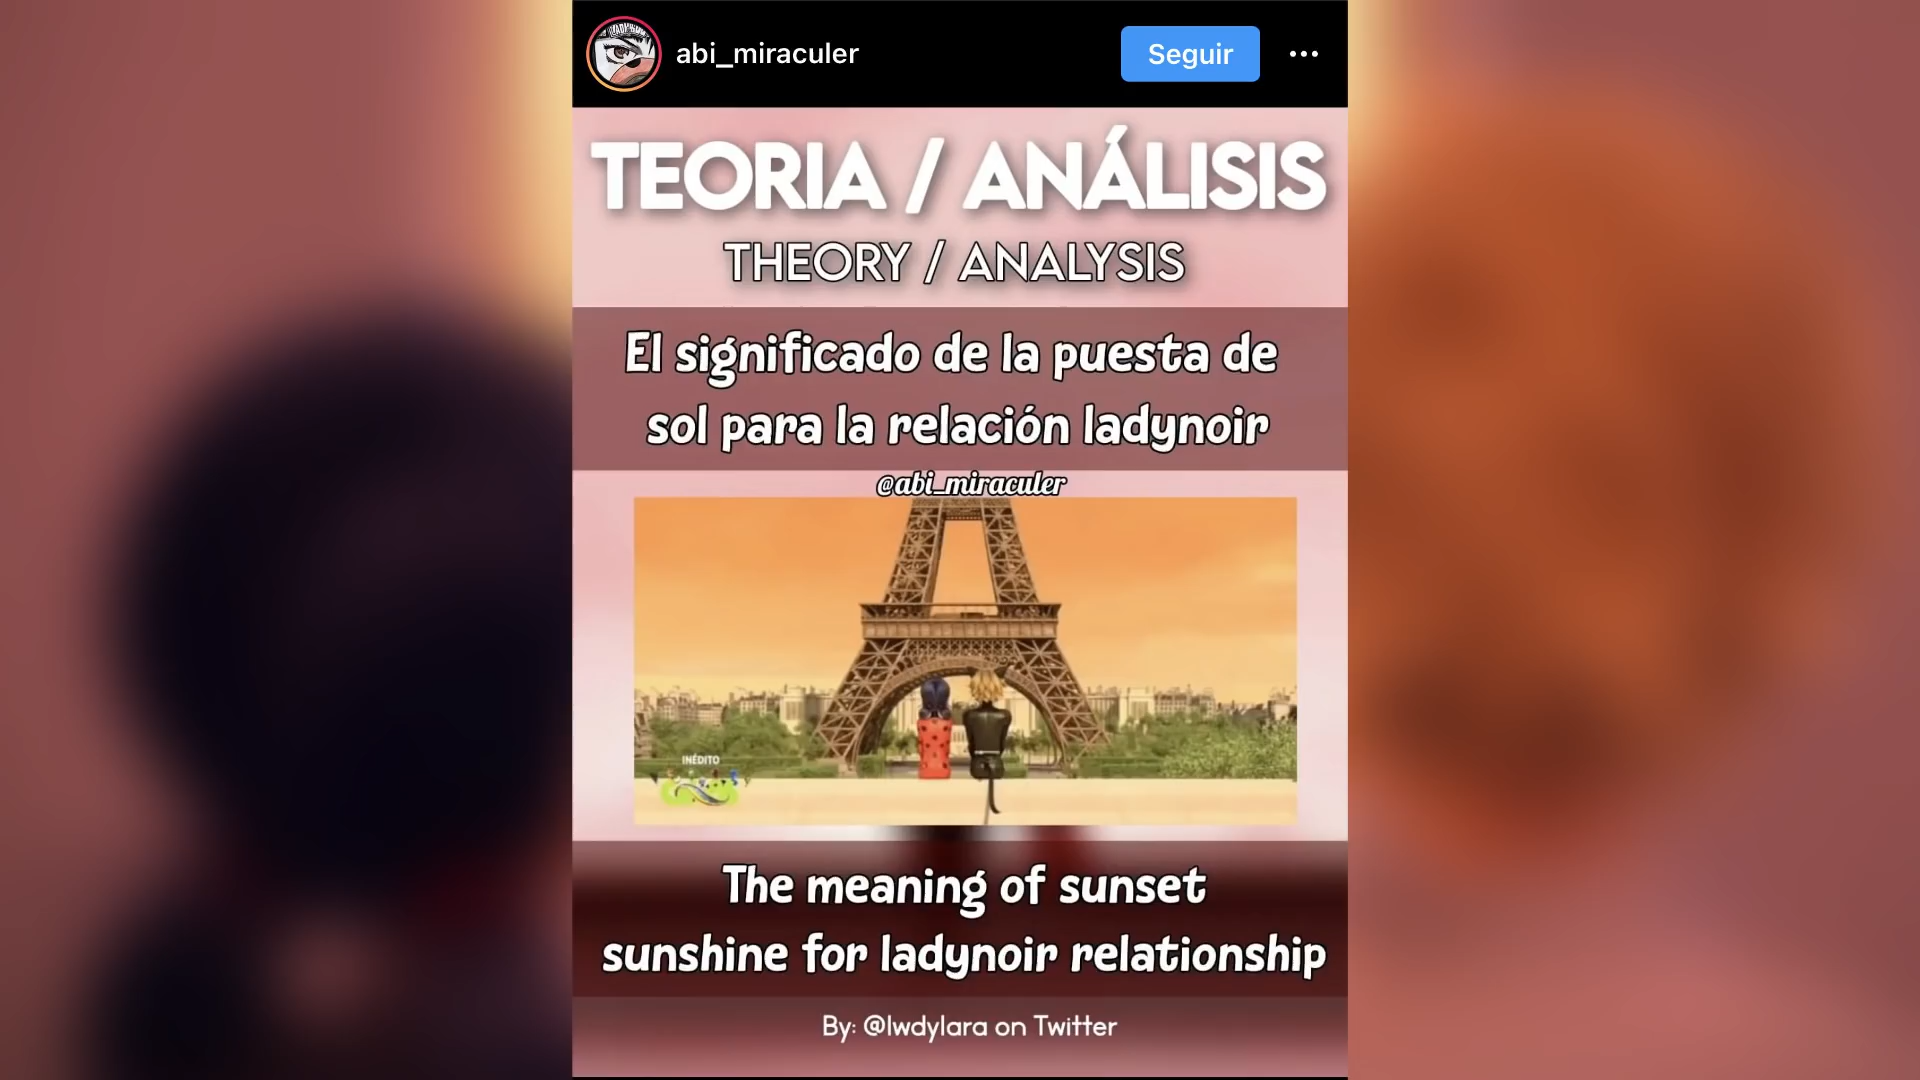 abi_miraculer
Seguir
TEORIA / ANÁLISIS
THEORY / ANALYSIS
El significado de la puesta de
sol para la relación ladynoir
@abi_miraculer
INÉDITO
The meaning of sunset
sunshine for ladynoir relationship
By: @lwdylara on Twitter